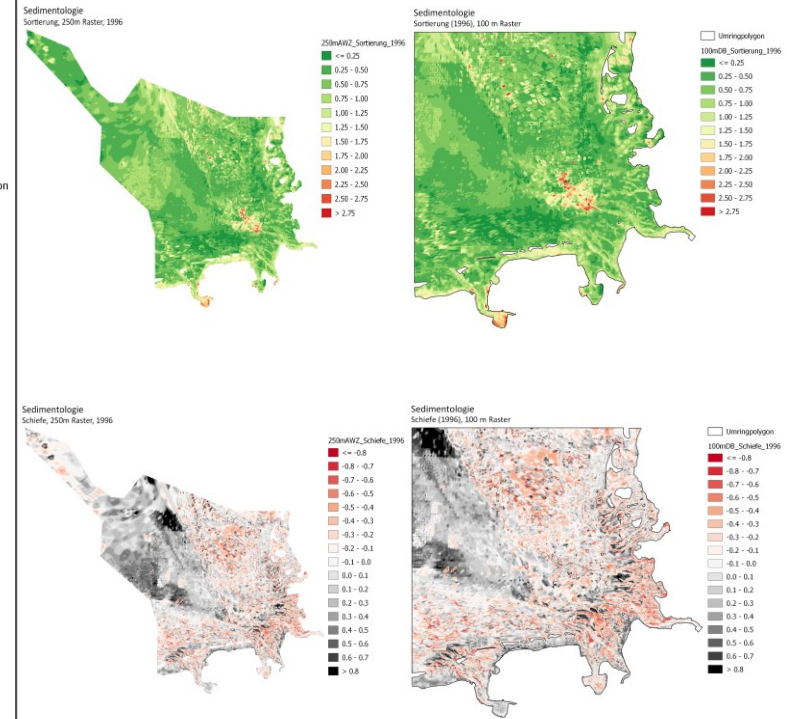 Sedimentologie
Sortierung, 250m Raster, 1996
250mAWZ_Sortierung_1996
<= 0.25
0.25 - 0.50
0.50 - 0.75
0.75 - 1.00
1.00 - 1.25
1.25 - 1.50
1.50 - 1.75
1.75 - 2.00
2.00 - 2.25
2.25 - 2.50
2.50 - 2.75
> 2.75
Sedimentologie
Sortierung (1996), 100 m Raster
Umringpolygon
100mDB_Sortierung_1996
<= 0.25
0.25 - 0.50
0.50 - 0.75
0.75 - 1.00
1.00 - 1.25
1.25 - 1.50
1.50 - 1.75
1.75 - 2.00
2.00 - 2.25
2.25 - 2.50
2.50 - 2.75
> 2.75
on
Sedimentologie
Schiefe, 250m Raster, 1996
250mAWZ_Schiefe_1996
<= -0.8
-0.8 - -0.7
-0.7 - -0.6
-0.6 - -0.5
-0.5 - -0.4
-0.4 - -0.3
-0.3 - -0.2
-0.2 - -0.1
-0.1 - 0.0
0.0 - 0.1
0.1 - 0.2
0.2 - 0.3
0.3 - 0.4
0.4 - 0.5
0.5 - 0.6
0.6 - 0.7
> 0.8
Sedimentologie
Schiefe (1996), 100 m Raster
Umringpolygon
100mDB_Schiefe_1996
<= -0.8
-0.8 - -0.7
-0.7 - -0.6
-0.6 - -0.5
-0.5 - -0.4
-0.4 - -0.3
-0.3 - -0.2
-0.2 - -0.1
-0.1 - 0.0
0.0 - 0.1
0.1 - 0.2
0.2 - 0.3
0.3 - 0.4
0.4 - 0.5
0.5 - 0.6
0.6 - 0.7
> 0.8